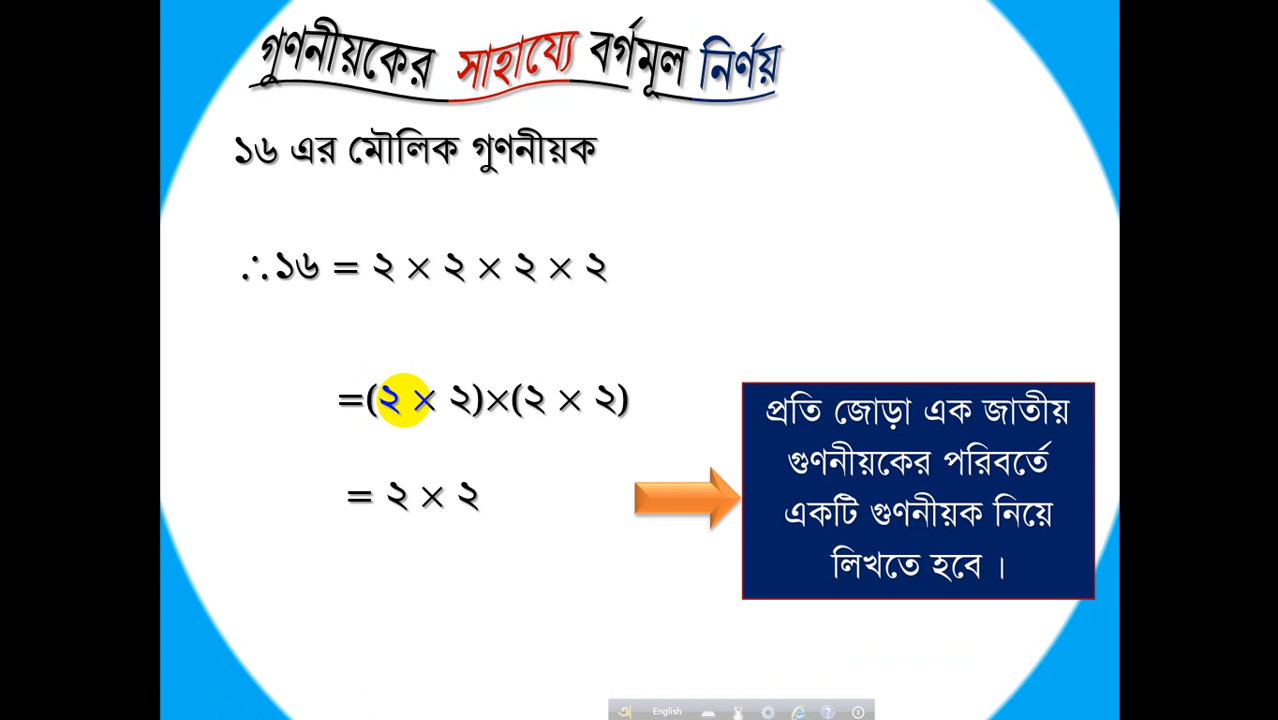 গুণনীয়কের সাহায্যে বর্গমূল নির্ণয়
১৬ এর মৌলিক গুণনীয়ক
∴১৬ = ২ × ২ × ২ × ২
=(২ × ২)×(২ × ২)
= ২ × ২
প্রতি জোড়া এক জাতীয়
গুণনীয়কের পরিবর্তে
একটি গুণনীয়ক নিয়ে
লিখতে হবে ।
English